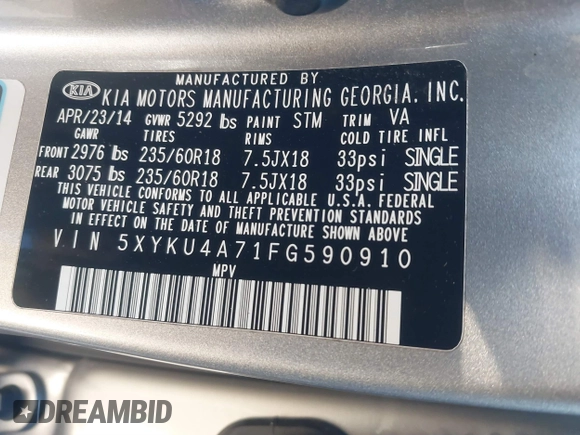 MANUFACTURED BY
KIA KIA MOTORS MANUFACTURING GEORGIA, INC.
APR/23/14 GVWR 5292 lbs PAINT STM TRIM VA
GAWR TIRES RIMS COLD TIRE INFL
FRONT 2976 lbs 235/60R18 7.5JX18 33psi SINGLE
REAR 3075 lbs 235/60R18 7.5JX18 33psi SINGLE
THIS VEHICLE CONFORMS TO ALL APPLICABLE U.S.A. FEDERAL
MOTOR VEHICLE SAFETY AND THEFT PREVENTION STANDARDS
IN EFFECT ON THE DATE OF MANUFACTURE SHOWN ABOVE
VIN 5XYKU4A71FG590910
MPV
DREAMBID